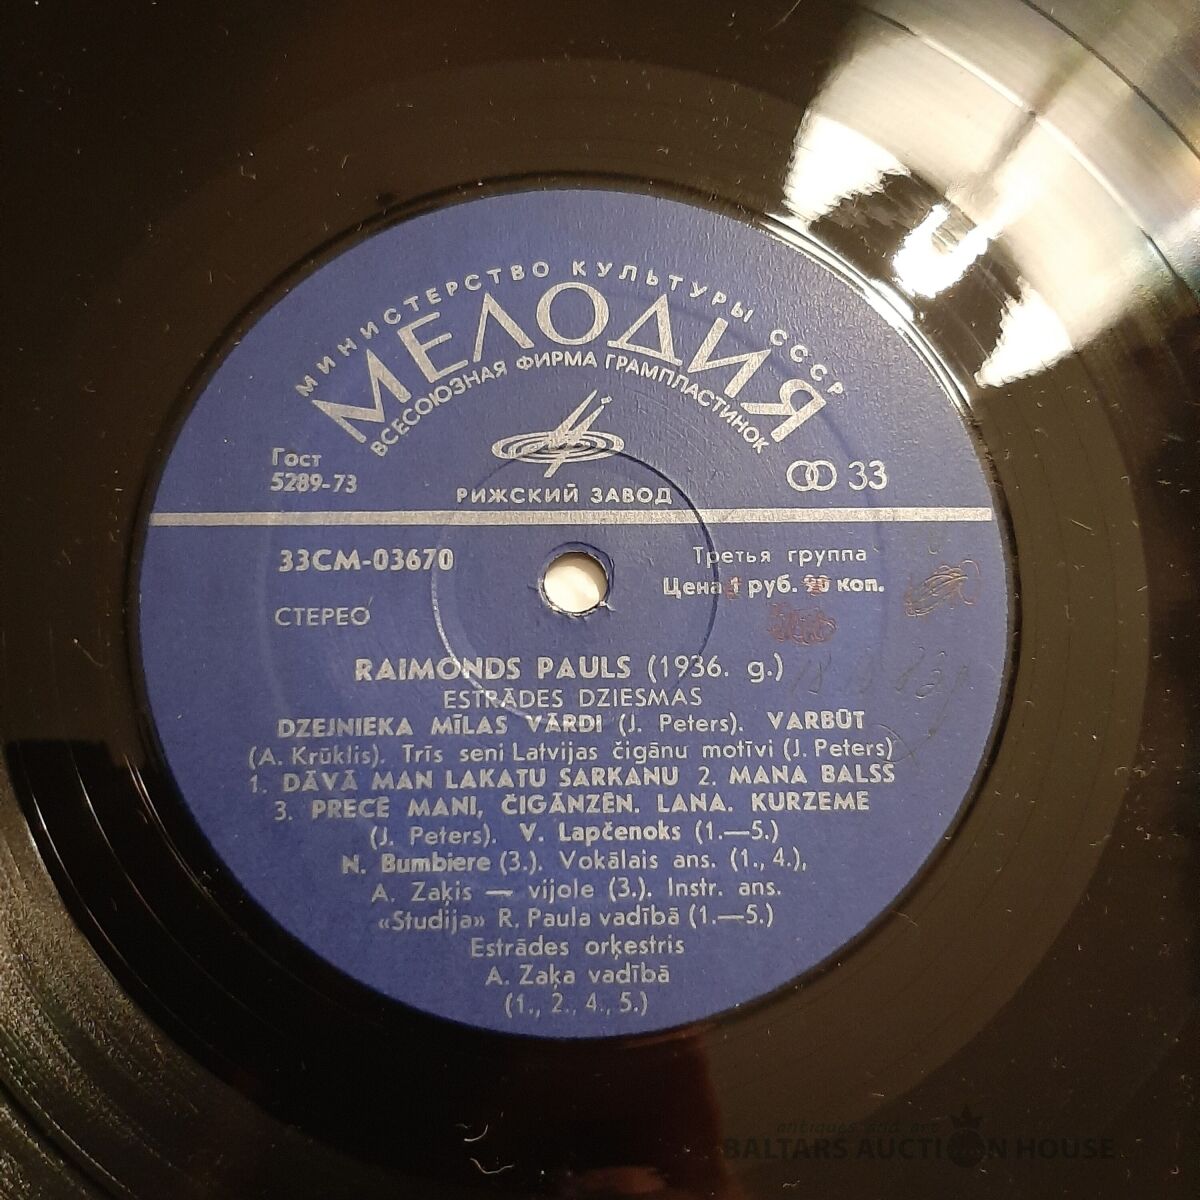 МИНИСТЕРСТВО КУЛЬТУРЫ СССР
МЕЛОДИЯ
ВСЕСОЮЗНАЯ ФИРМА ГРАМПЛАСТИНОК
Гост
5289-73
33
РИЖСКИЙ ЗАВОД
33СМ-03670
Третья группа
Цена 1 руб. коп.
СТЕРЕО
RAIMONDS PAULS (1936. g.)
ESTRĀDES DZIESMAS
DZEJNIEKA MĪLAS VĀRDI (J. Peters). VARBŪT
(A. Krūklis). Trīs seni Latvijas čigānu motīvi (J. Peters)
1. DĀVĀ MAN LAKATU SARKANU 2. MANA BALSS
3. PRECĒ MANI, ČIGĀNZĒN. LANA. KURZEME
(J. Peters). V. Lapčenoks (1.—5.)
N. Bumbiere (3.). Vokālais ans. (1., 4.),
A. Zaķis — vijole (3.). Instr. ans.
«Studija» R. Paula vadībā (1.—5.)
Estrādes orķestris
A. Zaķa vadībā
(1., 2., 4., 5.)
antiques and art
BALTARS AUCTION HOUSE